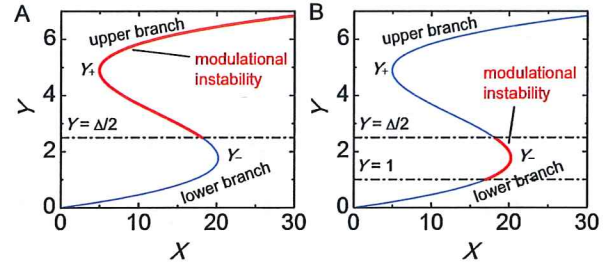 A
upper branch
Y+
modulational
instability
Y = Δ/2
Y−
lower branch
Y
6
4
2
0
0 10 20 30
X
B
upper branch
Y+
modulational
instability
Y = Δ/2
Y = 1
Y−
lower branch
Y
6
4
2
0
0 10 20 30
X